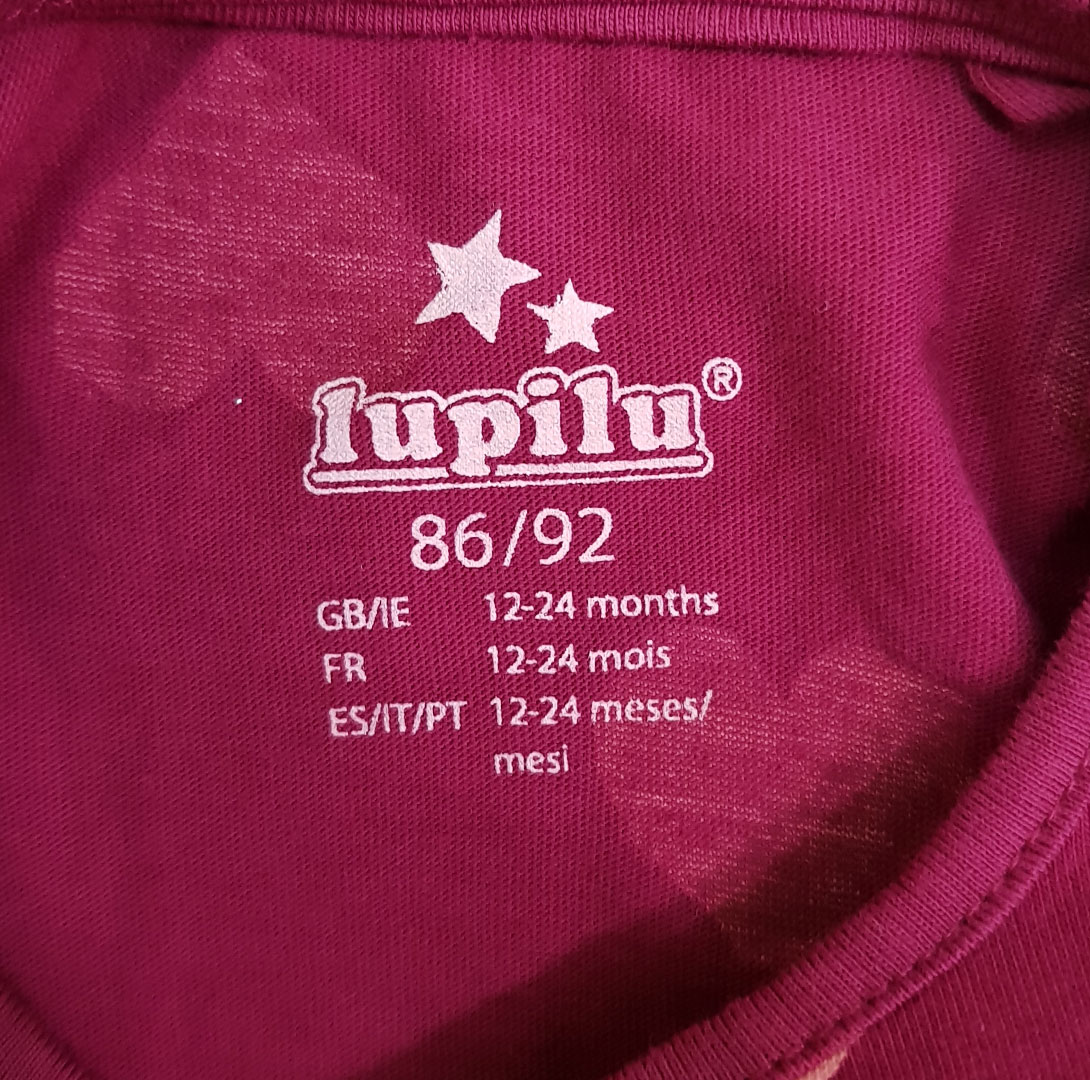 lupilu®
86/92
GB/IE 12-24 months
FR 12-24 mois
ES/IT/PT 12-24 meses/
mesi